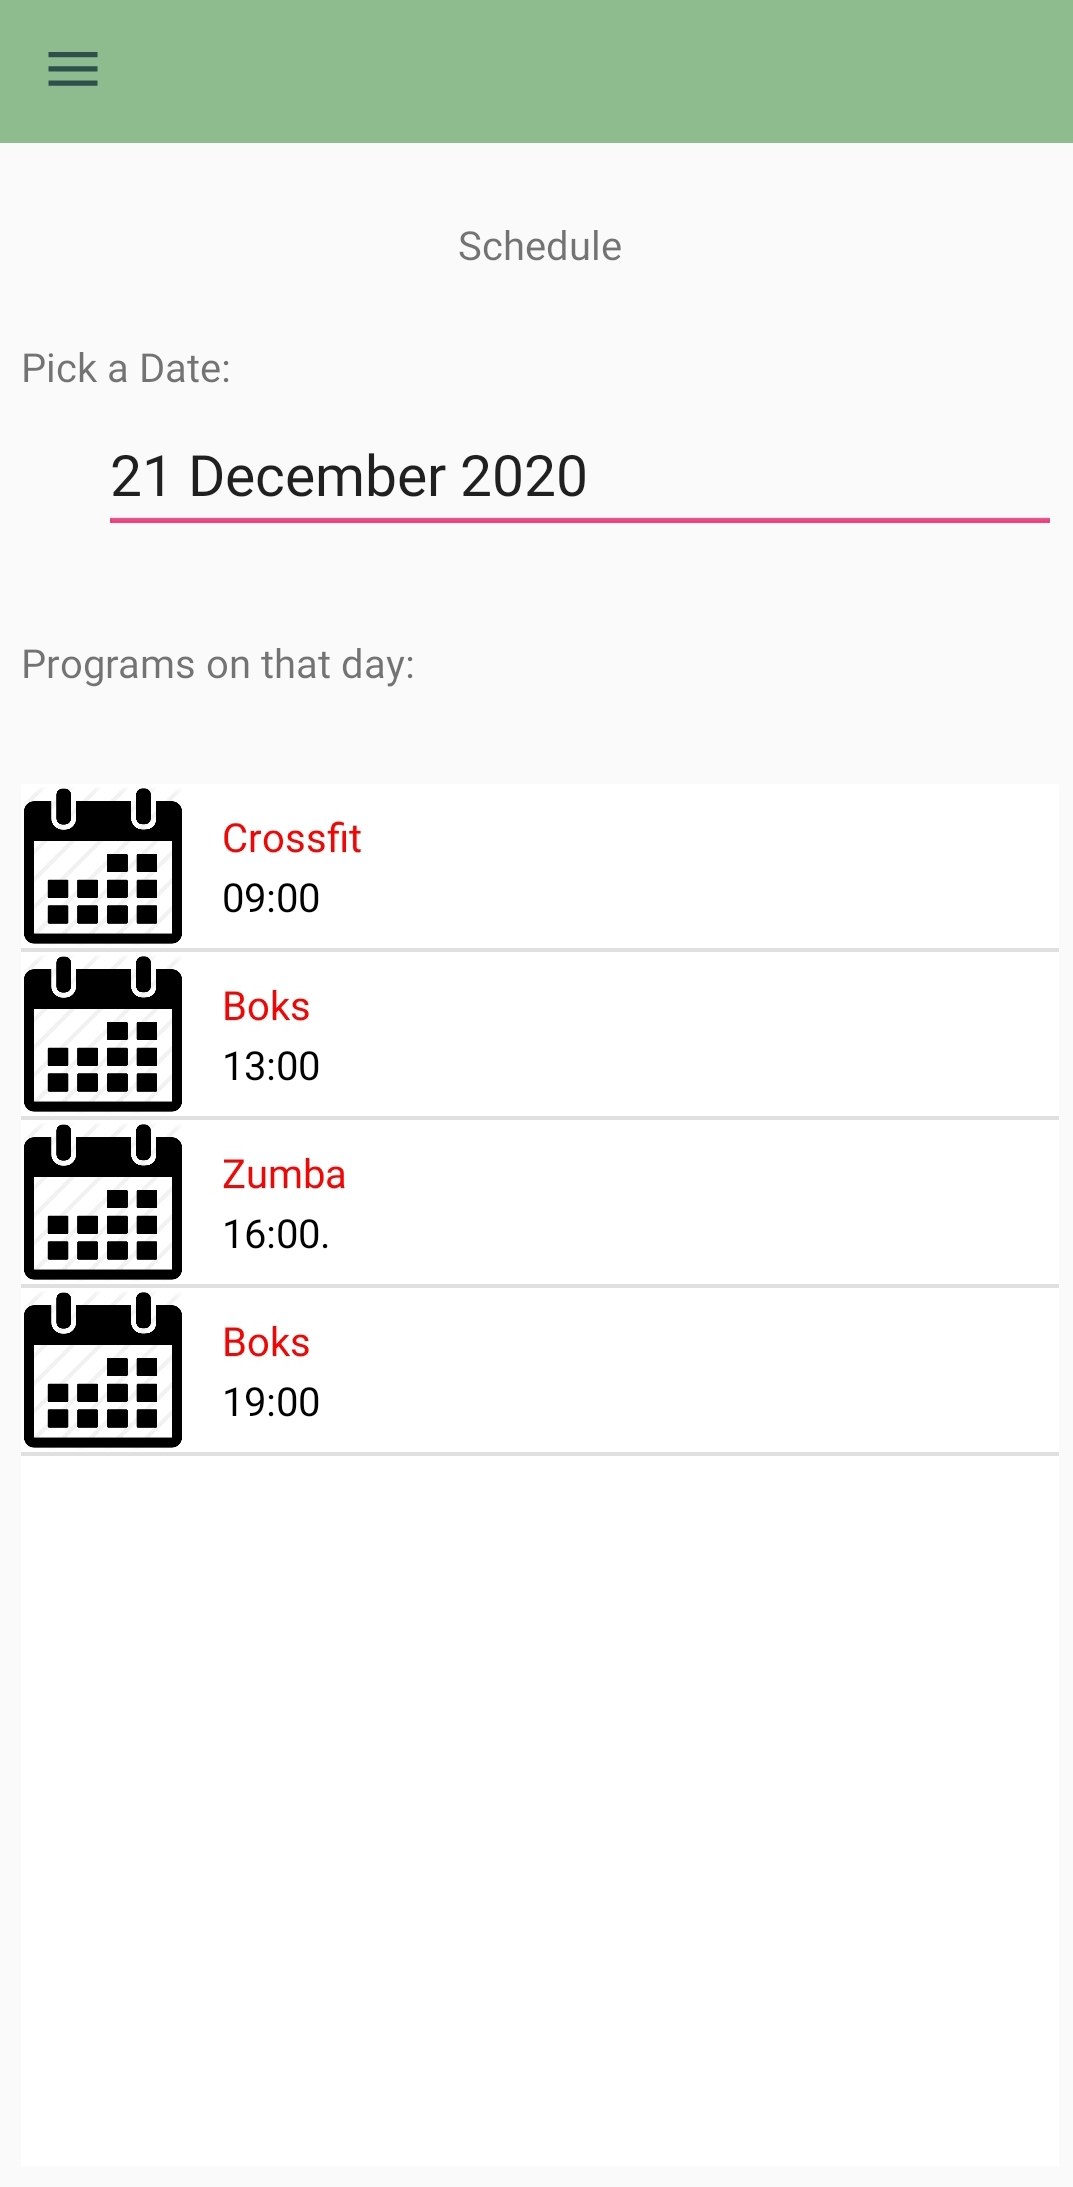 Schedule
Pick a Date:
21 December 2020
Programs on that day:
Crossfit
09:00
Boks
13:00
Zumba
16:00.
Boks
19:00